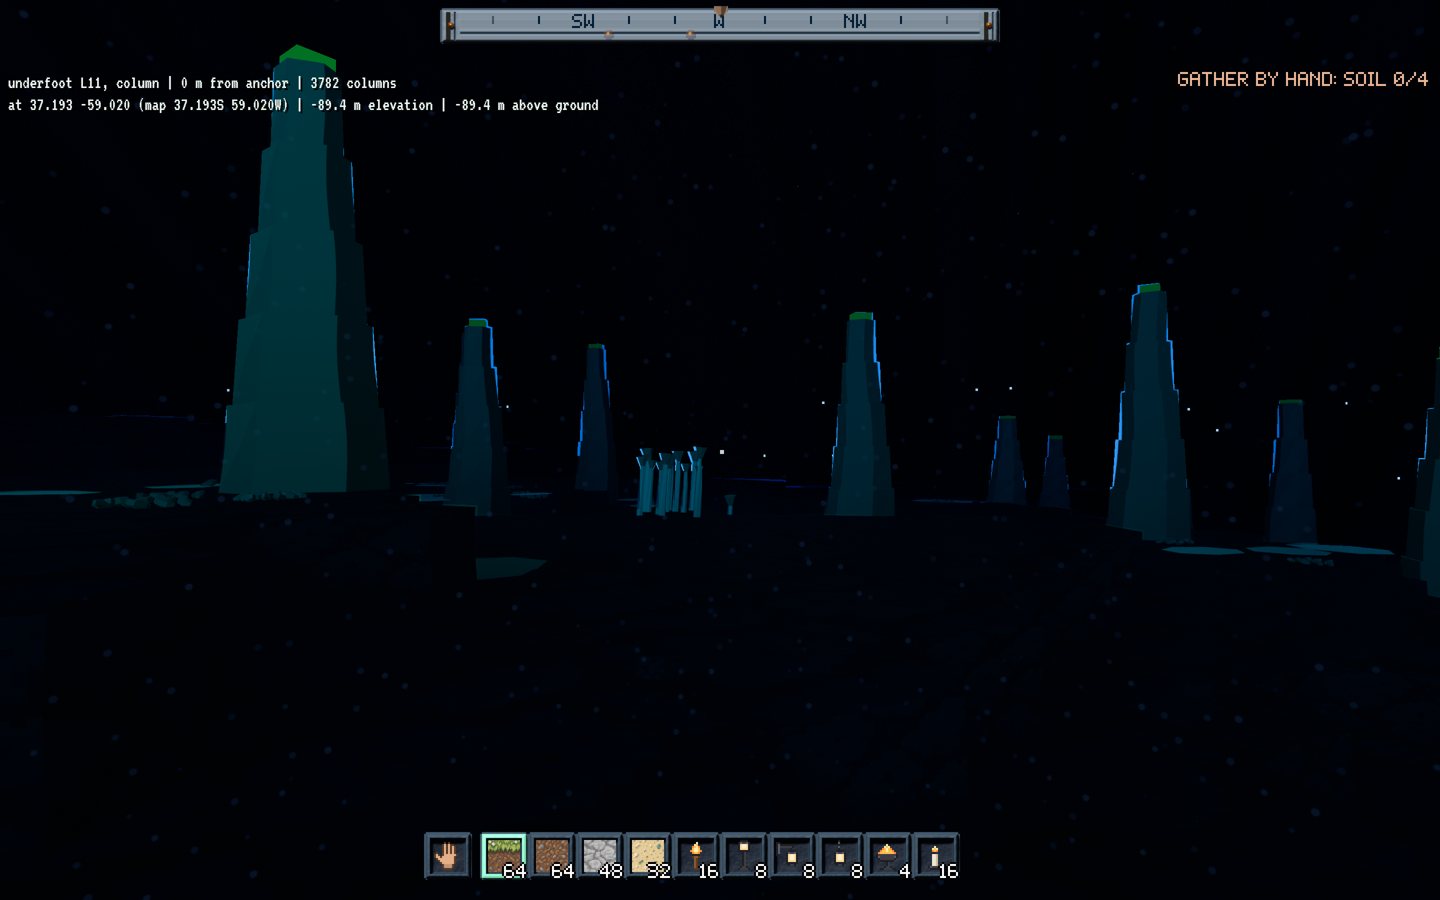 SW W NW
underfoot L11, column | 0 m from anchor | 3782 columns
GATHER BY HAND: SOIL 0/4
at 37.193 -59.020 (map 37.193S 59.020W) | -89.4 m elevation | -89.4 m above ground
64 64 48 32 16 8 8 8 4 16